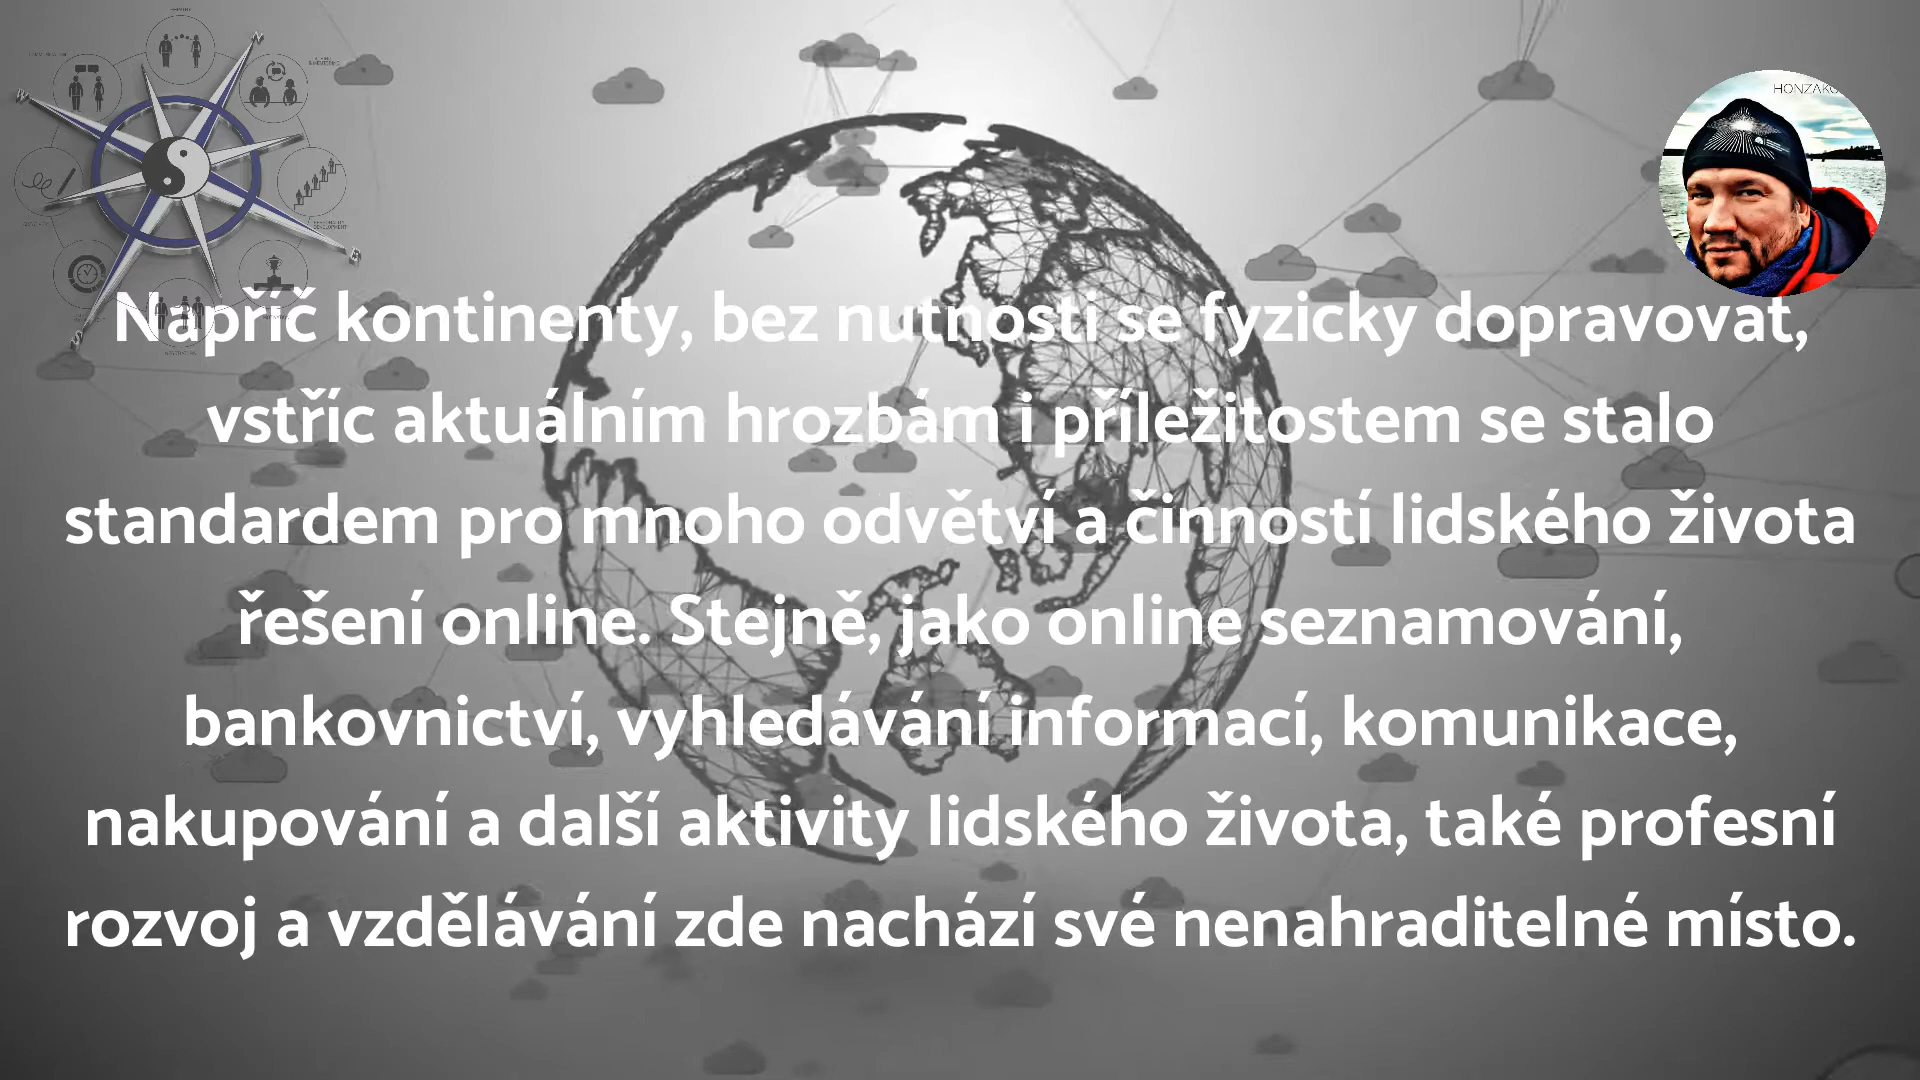 HONZAKO
N
Napříč kontinenty, bez nutnosti se fyzicky dopravovat,
vstříc aktuálním hrozbám i příležitostem se stalo
standardem pro mnoho odvětví a činností lidského života
řešení online. Stejně, jako online seznamování,
bankovnictví, vyhledávání informací, komunikace,
nakupování a další aktivity lidského života, také profesní
rozvoj a vzdělávání zde nachází své nenahraditelné místo.